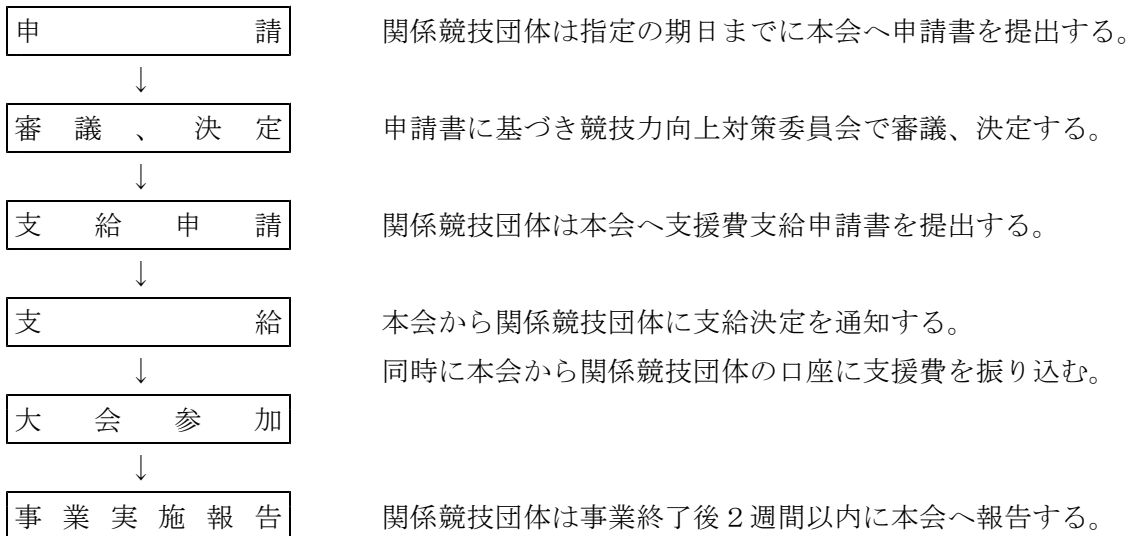 申請 関係競技団体は指定の期日までに本会へ申請書を提出する。
↓
審議、決定 申請書に基づき競技力向上対策委員会で審議、決定する。
↓
支給申請 関係競技団体は本会へ支援費支給申請書を提出する。
↓
支給 本会から関係競技団体に支給決定を通知する。
↓ 同時に本会から関係競技団体の口座に支援費を振り込む。
大会参加
↓
事業実施報告 関係競技団体は事業終了後2週間以内に本会へ報告する。